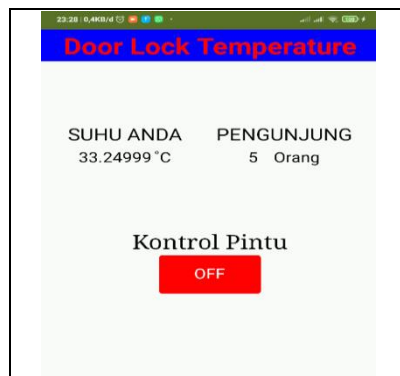 23:28 | 0,4KB/d
Door Lock Temperature
SUHU ANDA PENGUNJUNG
33.24999°C 5 Orang
Kontrol Pintu
OFF